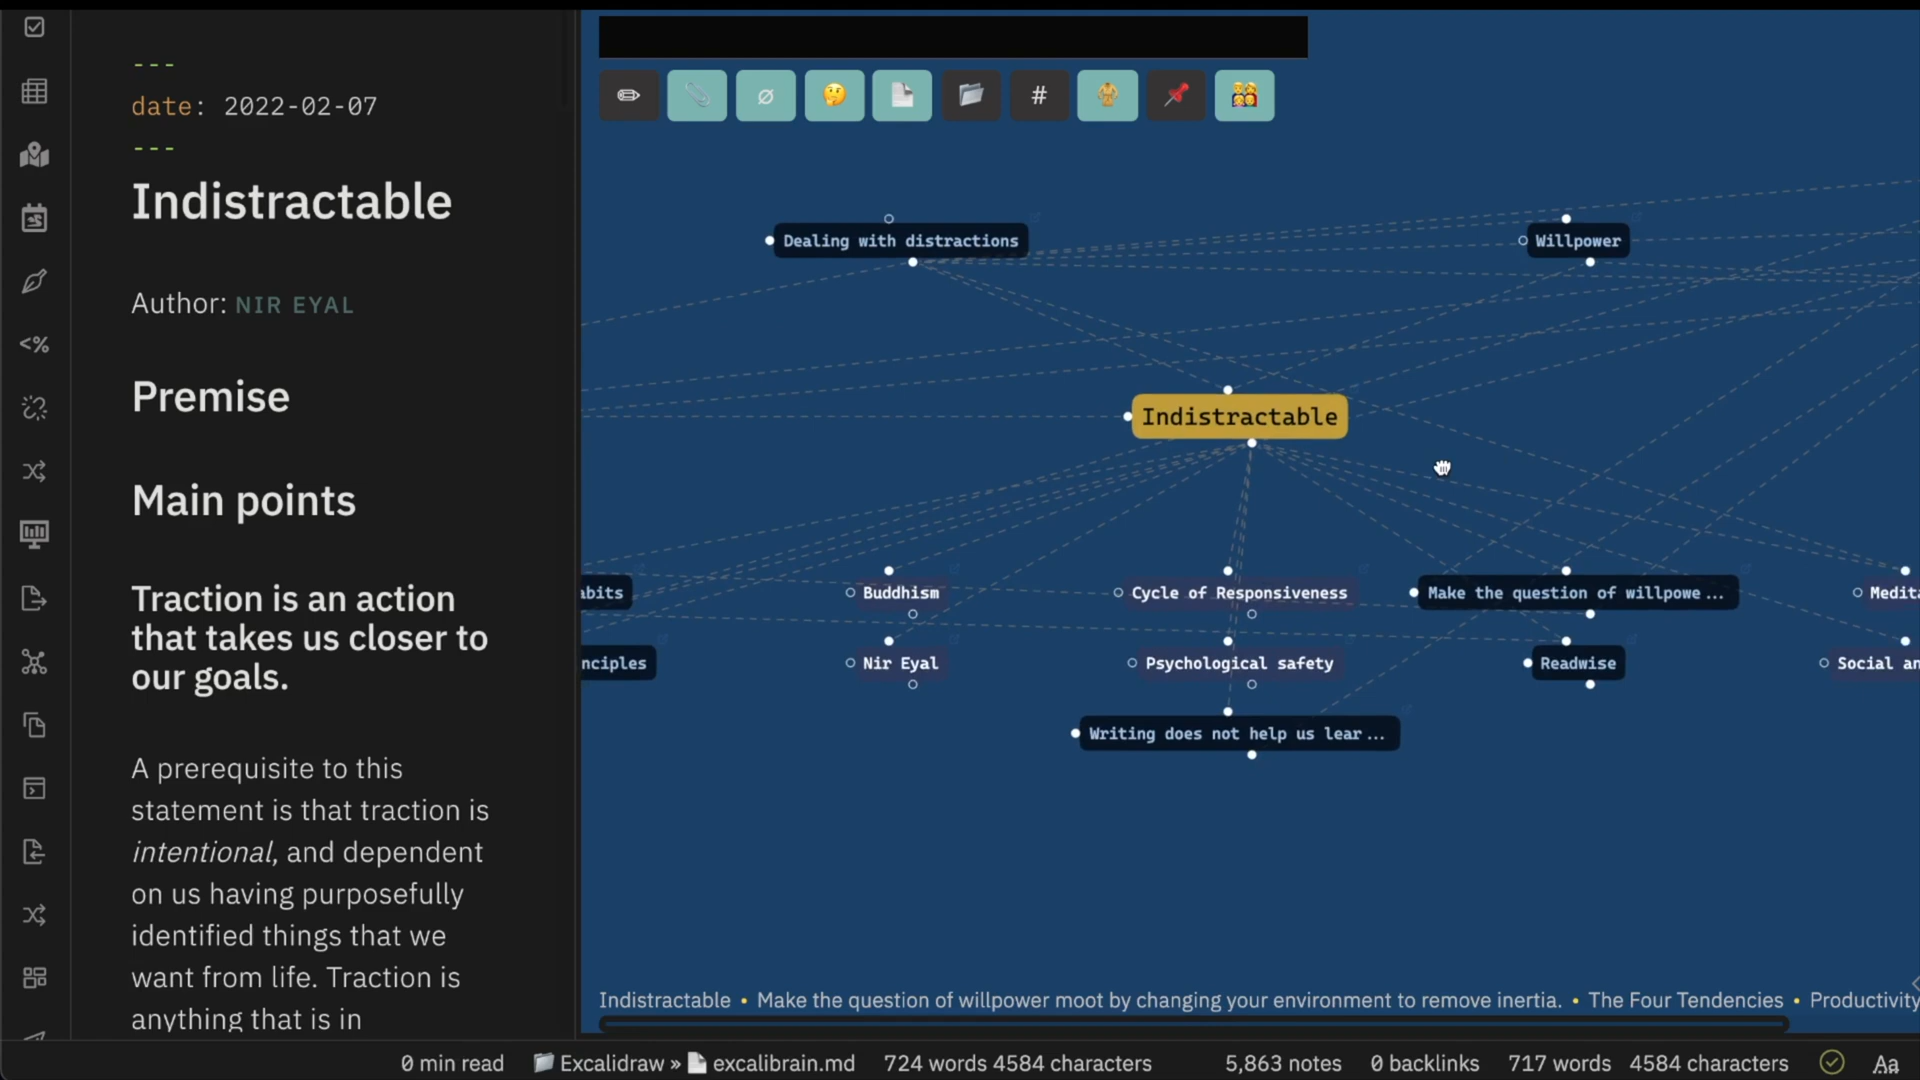 ---
date: 2022-02-07
---
Indistractable
Author: NIR EYAL
Premise
Main points
Traction is an action
that takes us closer to
our goals.
A prerequisite to this
statement is that traction is
intentional, and dependent
on us having purposefully
identified things that we
want from life. Traction is
anything that is in
<%
#
Dealing with distractions
Willpower
Indistractable
abits
Buddhism
Cycle of Responsiveness
Make the question of willpowe...
Medita
nciples
Nir Eyal
Psychological safety
Readwise
Social an
Writing does not help us lear...
Indistractable • Make the question of willpower moot by changing your environment to remove inertia. • The Four Tendencies • Productivity
0 min read Excalidraw » excalibrain.md 724 words 4584 characters 5,863 notes 0 backlinks 717 words 4584 characters Aa